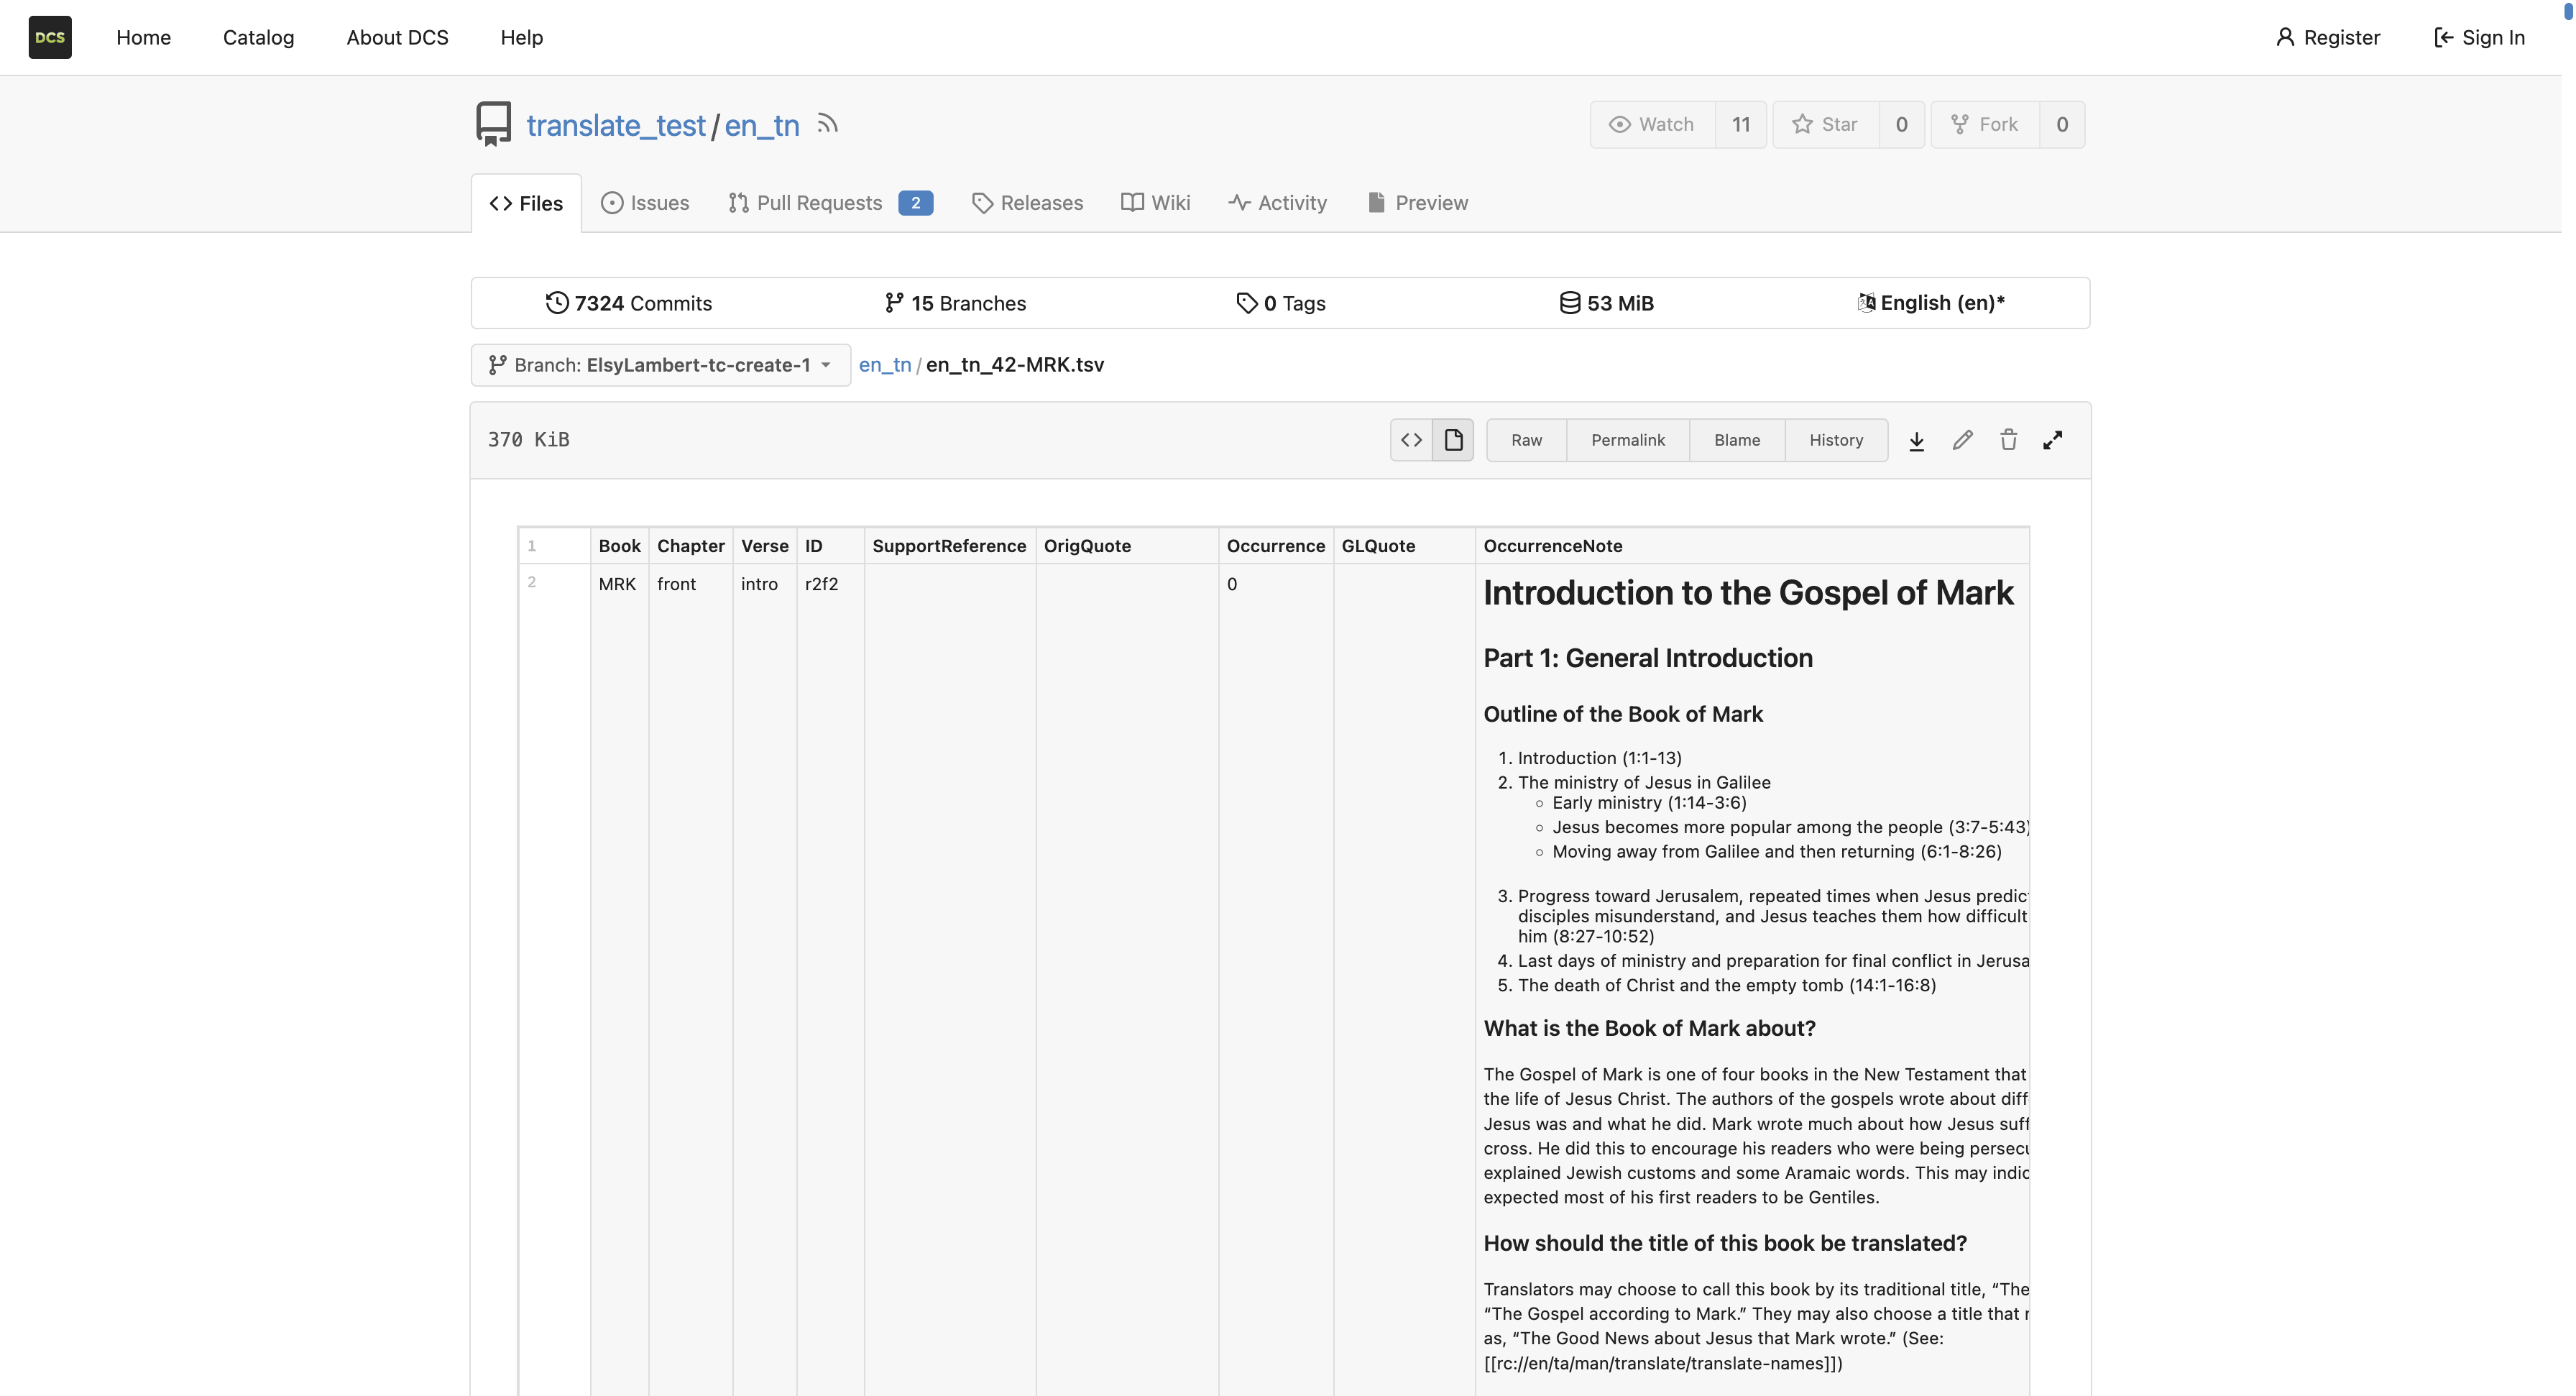 DCS Home Catalog About DCS Help Register Sign In
translate_test / en_tn Watch 11 Star 0 Fork 0
Files Issues Pull Requests 2 Releases Wiki Activity Preview
7324 Commits 15 Branches 0 Tags 53 MiB English (en)*
Branch: ElsyLambert-tc-create-1 en_tn / en_tn_42-MRK.tsv
370 KiB Raw Permalink Blame History
1 Book Chapter Verse ID SupportReference OrigQuote Occurrence GLQuote OccurrenceNote
2 MRK front intro r2f2 0 Introduction to the Gospel of Mark
Part 1: General Introduction
Outline of the Book of Mark
1. Introduction (1:1-13)
2. The ministry of Jesus in Galilee
Early ministry (1:14-3:6)
Jesus becomes more popular among the people (3:7-5:43)
Moving away from Galilee and then returning (6:1-8:26)
3. Progress toward Jerusalem, repeated times when Jesus predic
disciples misunderstand, and Jesus teaches them how difficult
him (8:27-10:52)
4. Last days of ministry and preparation for final conflict in Jerusa
5. The death of Christ and the empty tomb (14:1-16:8)
What is the Book of Mark about?
The Gospel of Mark is one of four books in the New Testament that
the life of Jesus Christ. The authors of the gospels wrote about diff
Jesus was and what he did. Mark wrote much about how Jesus suff
cross. He did this to encourage his readers who were being persecu
explained Jewish customs and some Aramaic words. This may indic
expected most of his first readers to be Gentiles.
How should the title of this book be translated?
Translators may choose to call this book by its traditional title, “The
“The Gospel according to Mark.” They may also choose a title that
as, “The Good News about Jesus that Mark wrote.” (See:
[[rc://en/ta/man/translate/translate-names]])